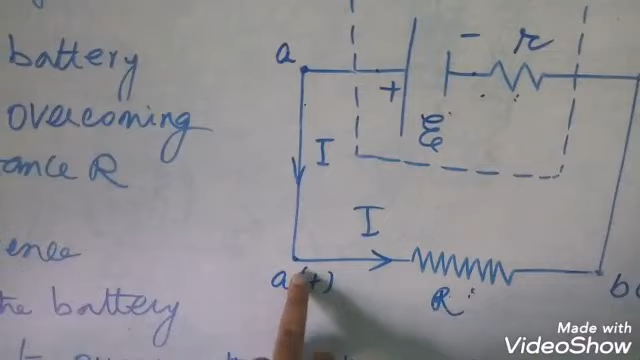 battery
overcoming
ance R
ence
the battery
a
+
-
r
ℰ
I
I
a(+)
R
b
Made with
VideoShow